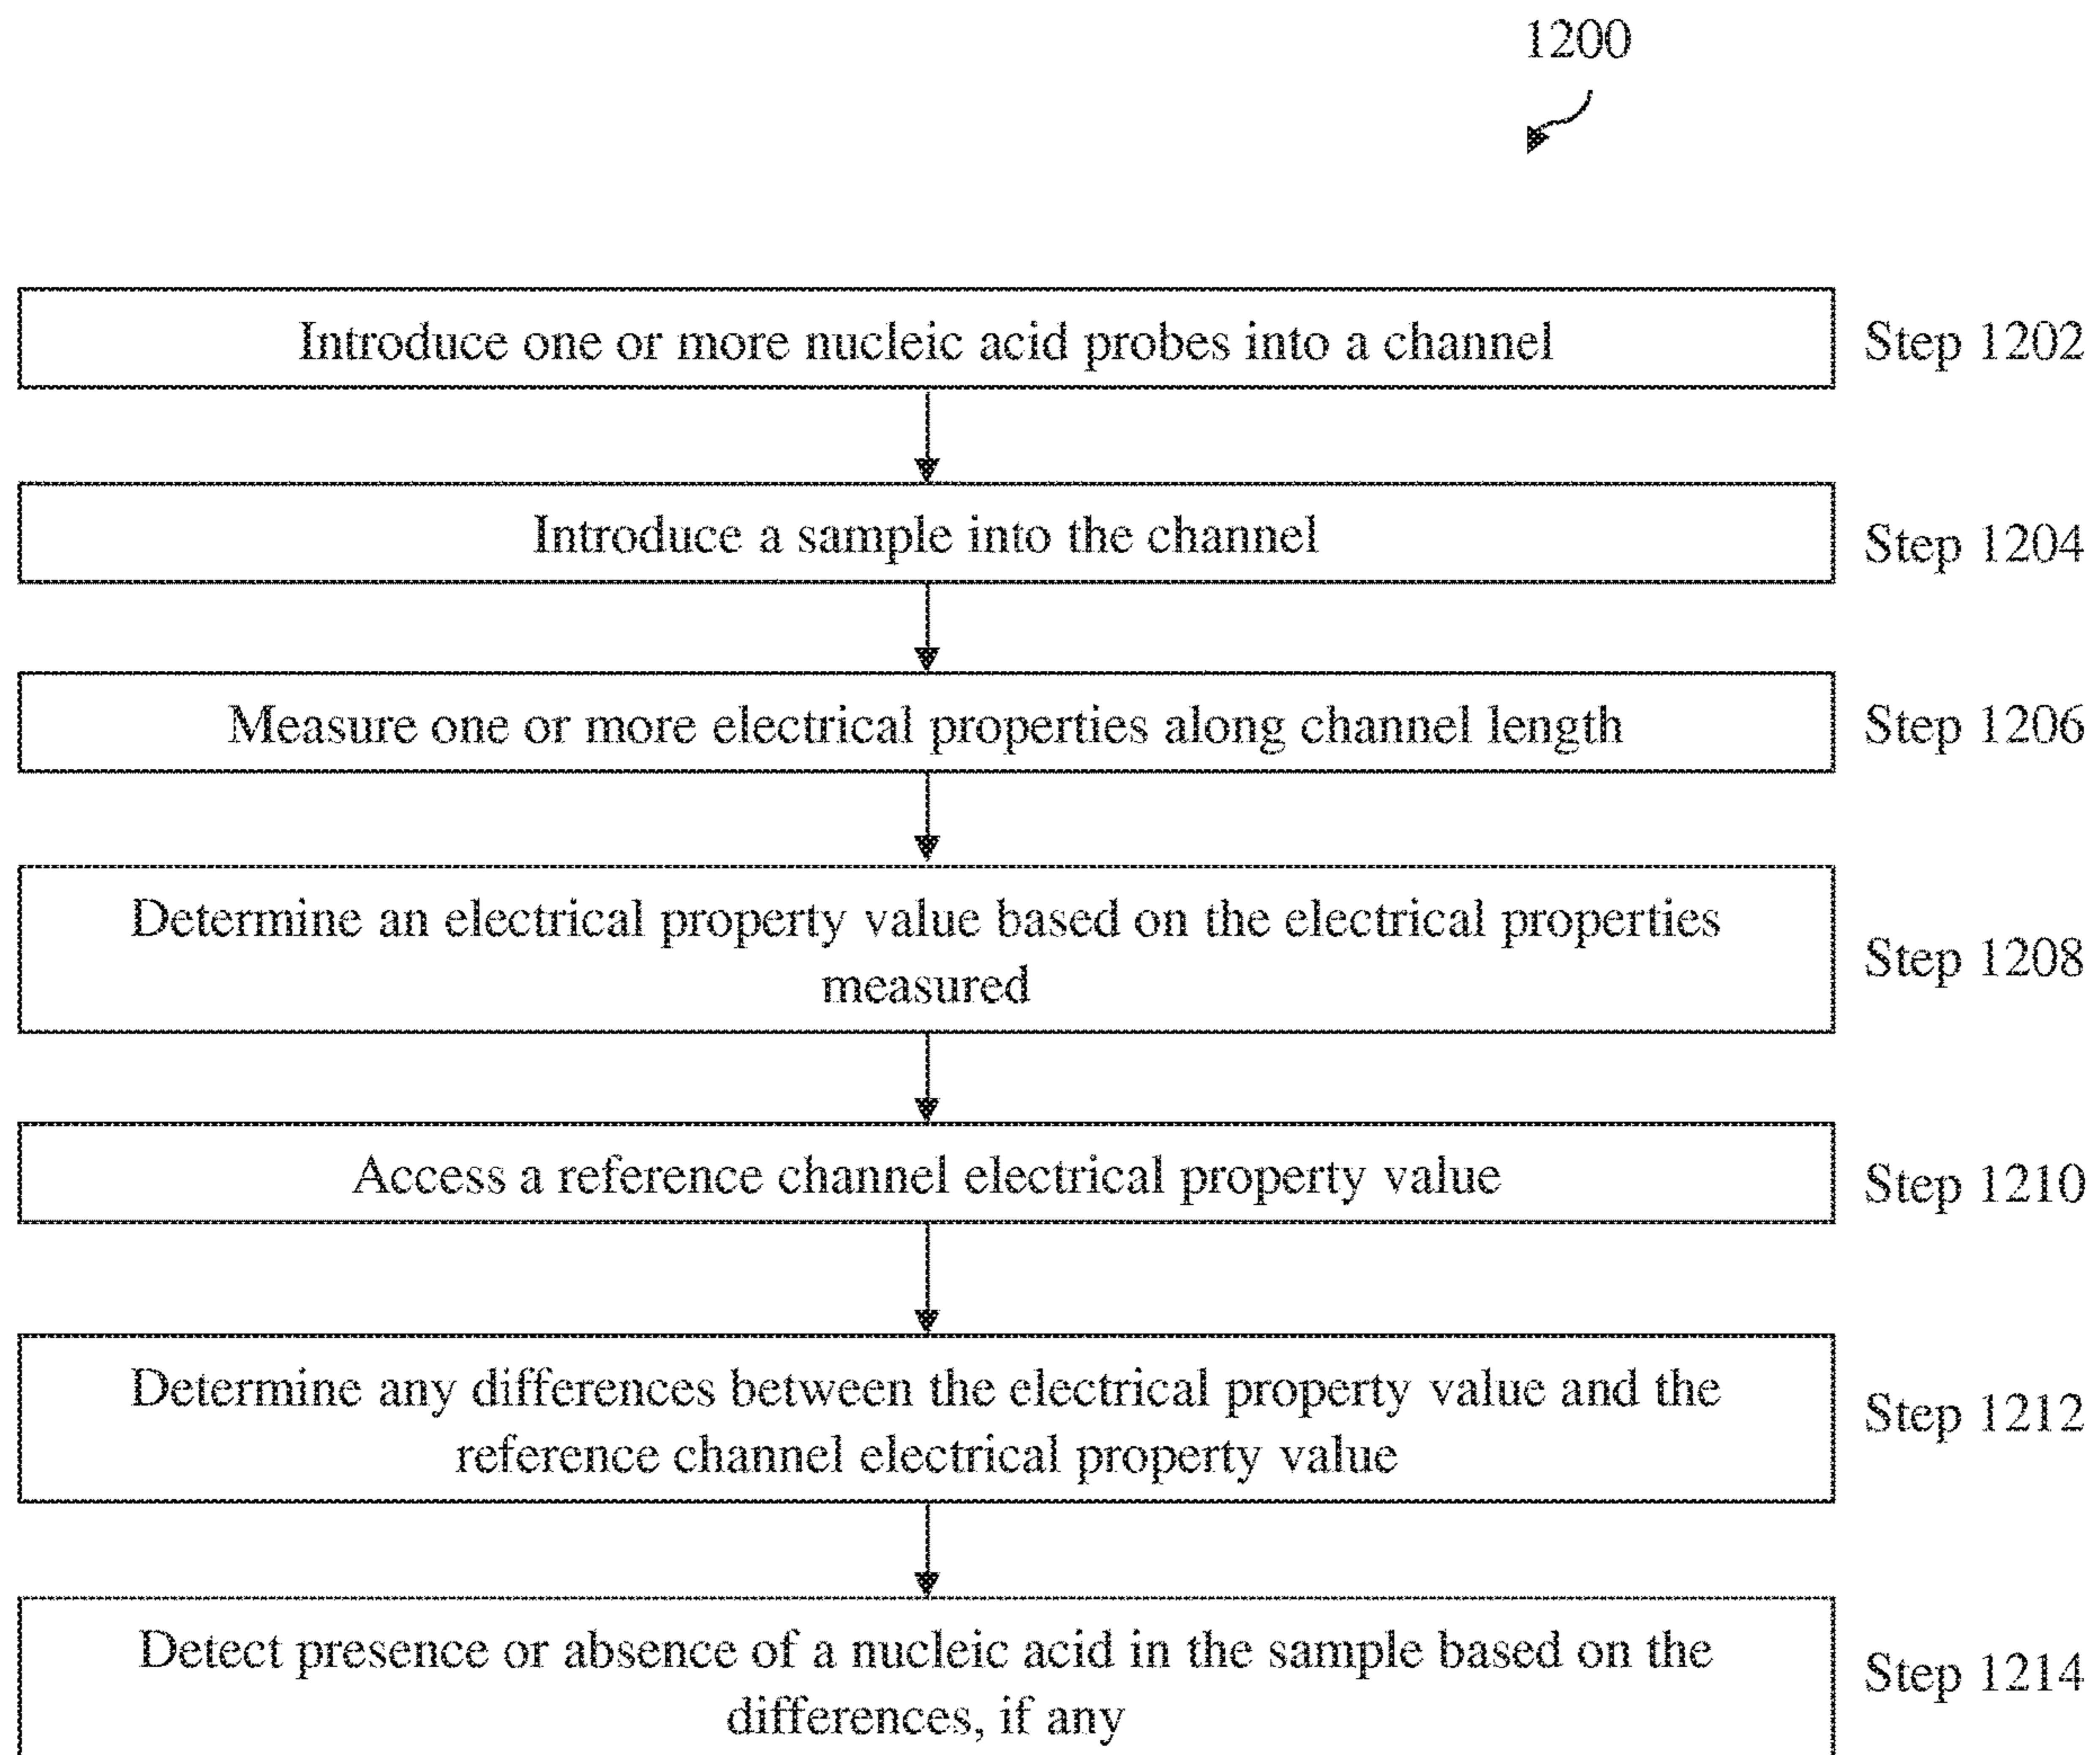 1200
Introduce one or more nucleic acid probes into a channel
Step 1202
Introduce a sample into the channel
Step 1204
Measure one or more electrical properties along channel length
Step 1206
Determine an electrical property value based on the electrical properties
measured
Step 1208
Access a reference channel electrical property value
Step 1210
Determine any differences between the electrical property value and the
reference channel electrical property value
Step 1212
Detect presence or absence of a nucleic acid in the sample based on the
differences, if any
Step 1214